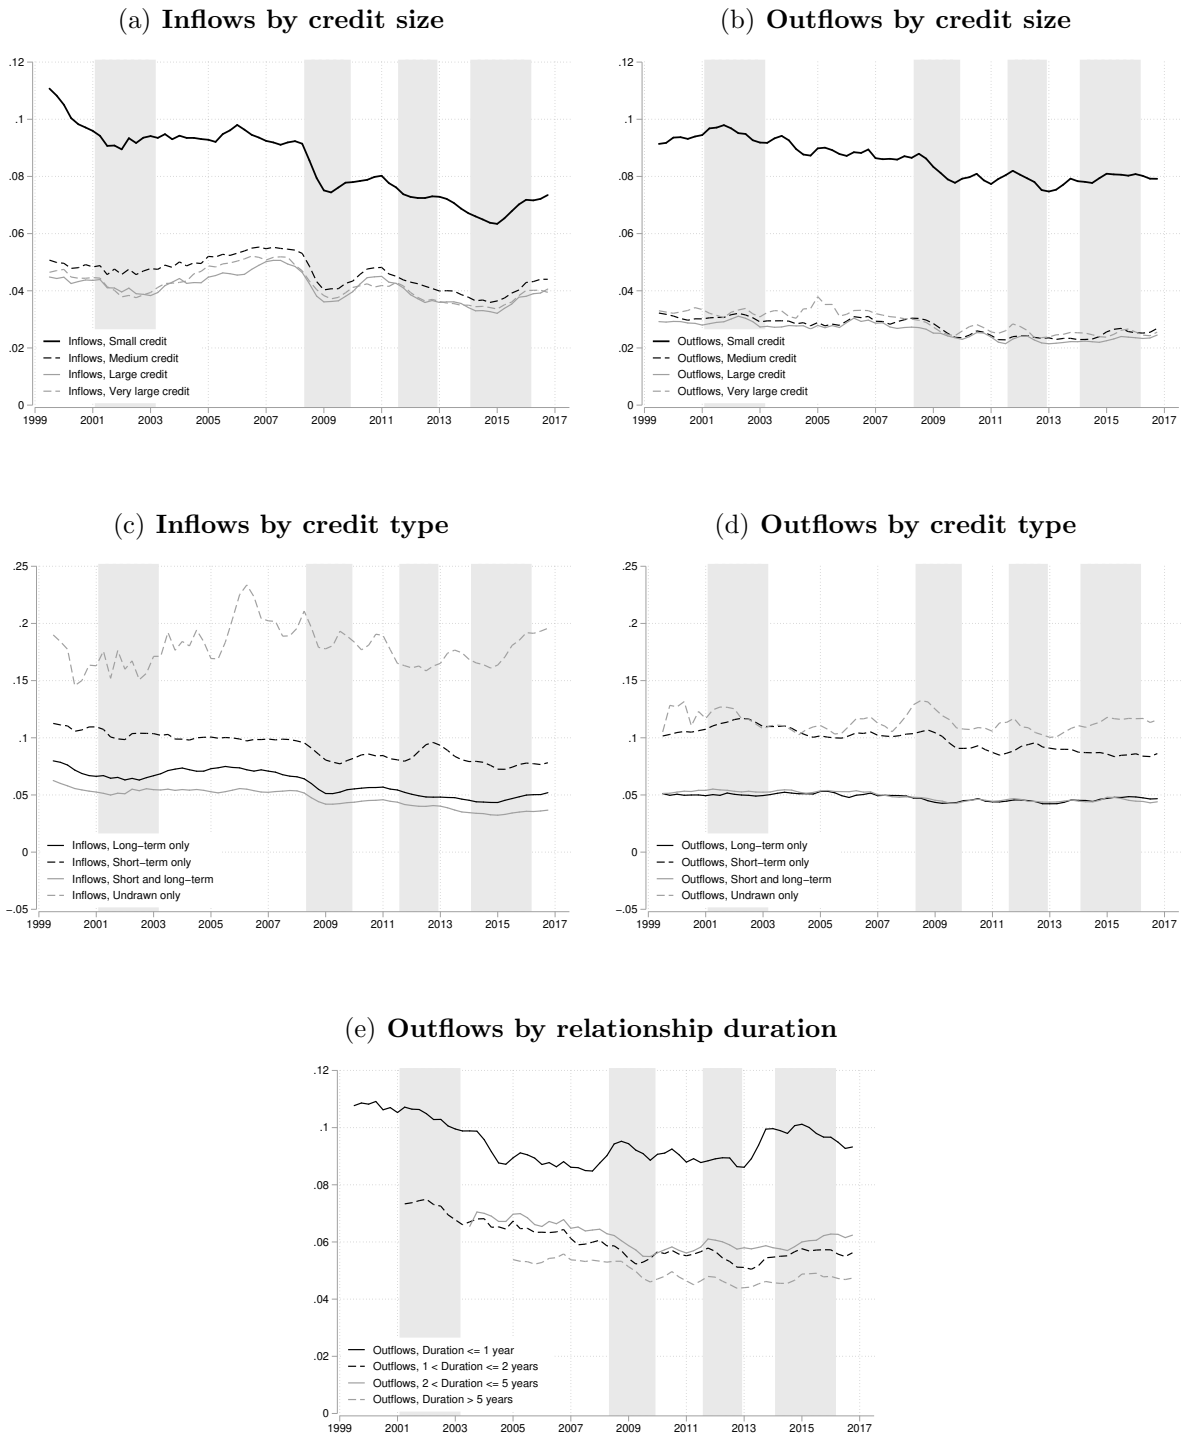 (a) Inflows by credit size
.12
.1
.08
.06
.04
.02
0
Inflows, Small credit
Inflows, Medium credit
Inflows, Large credit
Inflows, Very large credit
1999 2001 2003 2005 2007 2009 2011 2013 2015 2017
(b) Outflows by credit size
.12
.1
.08
.06
.04
.02
0
Outflows, Small credit
Outflows, Medium credit
Outflows, Large credit
Outflows, Very large credit
1999 2001 2003 2005 2007 2009 2011 2013 2015 2017
(c) Inflows by credit type
.25
.2
.15
.1
.05
0
−.05
Inflows, Long−term only
Inflows, Short−term only
Inflows, Short and long−term
Inflows, Undrawn only
1999 2001 2003 2005 2007 2009 2011 2013 2015 2017
(d) Outflows by credit type
.25
.2
.15
.1
.05
0
−.05
Outflows, Long−term only
Outflows, Short−term only
Outflows, Short and long−term
Outflows, Undrawn only
1999 2001 2003 2005 2007 2009 2011 2013 2015 2017
(e) Outflows by relationship duration
.12
.1
.08
.06
.04
.02
0
Outflows, Duration <= 1 year
Outflows, 1 < Duration <= 2 years
Outflows, 2 < Duration <= 5 years
Outflows, Duration > 5 years
1999 2001 2003 2005 2007 2009 2011 2013 2015 2017